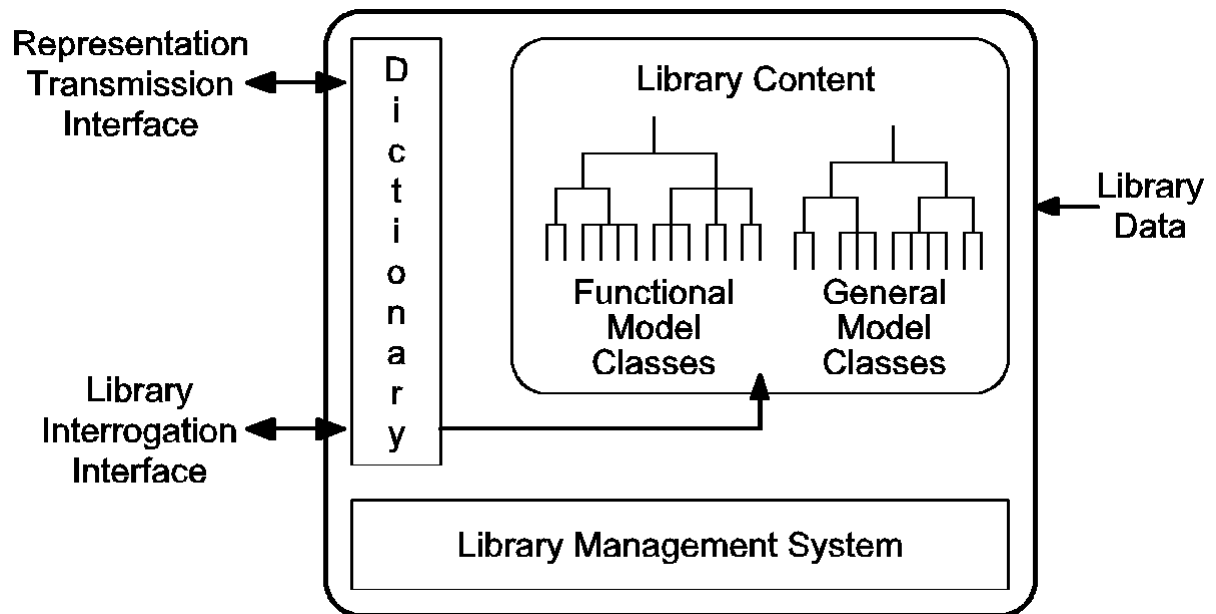 Representation
Transmission
Interface
Dictionary
Library Content
Functional
Model
Classes
General
Model
Classes
Library
Data
Library
Interrogation
Interface
Library Management System